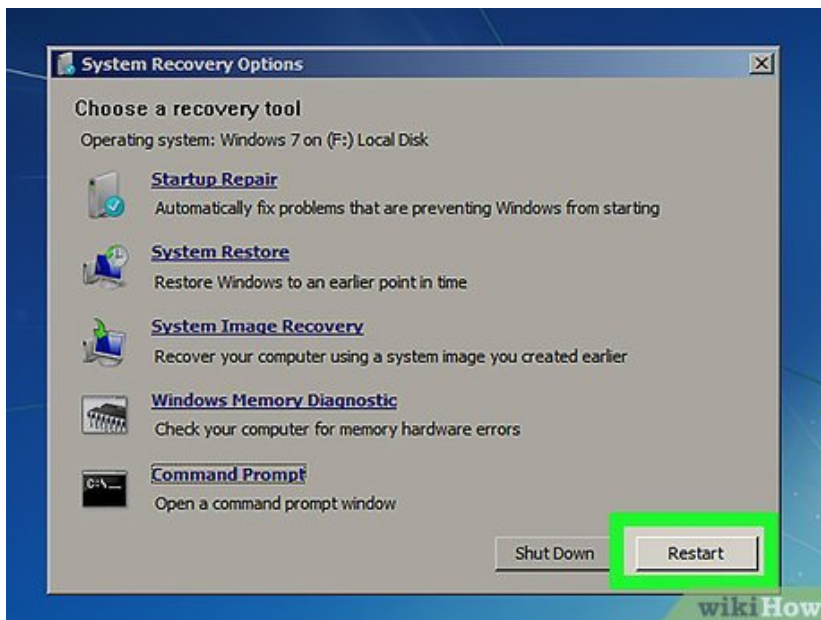 System Recovery Options
Choose a recovery tool
Operating system: Windows 7 on (F:) Local Disk
Startup Repair
Automatically fix problems that are preventing Windows from starting
System Restore
Restore Windows to an earlier point in time
System Image Recovery
Recover your computer using a system image you created earlier
Windows Memory Diagnostic
Check your computer for memory hardware errors
C:\_
Command Prompt
Open a command prompt window
Shut Down Restart
wikiHow